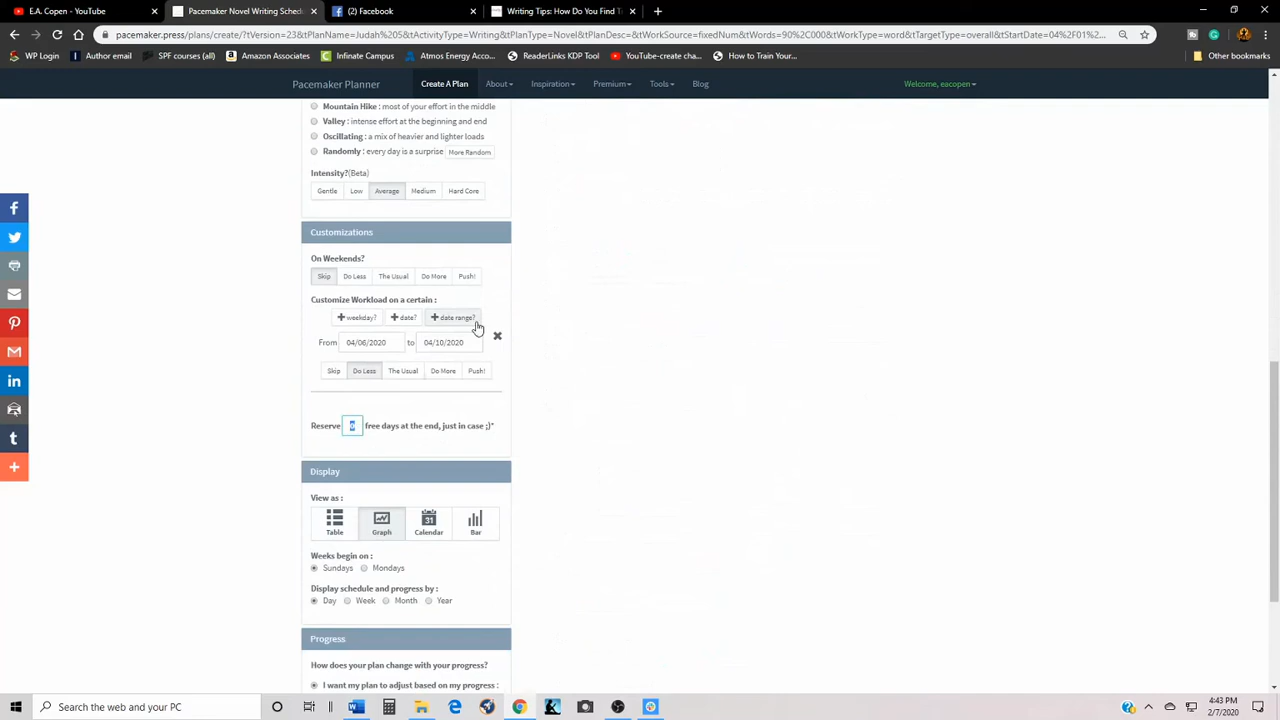 E.A. Copen - YouTube
Pacemaker Novel Writing Sched
(2) Facebook
Writing Tips How Do You Find T
pacemaker.press/plans/create/?tVersion=23&tPlanName=Judah%205&tActivityType=Writing&tPlanType=Novel&tPlanDesc=&tWords=fixedNum&tWords=90%2C000&tWorkType=word&tTargetType=overall&tStartDate=04%2F01%2...
WP Login
Email
SPF courses (all)
Amazon Associates
Infinate Campus
ReaderLinks KDP Tool
YouTube-create cha...
How to Train Your...
Other bookmarks
Pacemaker Planner
Create A Plan
About
Inspiration
Premium
Tools
Blog
Welcome, eacopen
Mountain Hike : most of your effort in the middle
Valley : intense effort at the beginning and end
Oscillating : a mix of heavier and lighter loads
Randomly : every day is a surprise More Random
Intensity?(Beta)
Gentle Low Average Medium Hard Core
Customizations
On Weekends?
Skip Do Less The Usual Do More Push!
Customize Workload on a certain :
weekday? date? date range?
From 04/06/2020 to 04/10/2020
Skip Do Less The Usual Do More Push!
Reserve 0 free days at the end, just in case ;)*
Display
View as :
31
Table Graph Calendar Bar
Weeks begin on :
Sundays Mondays
Display schedule and progress by :
Day Week Month Year
Progress
How does your plan change with your progress?
I want my plan to adjust based on my progress :
Search the web and your PC
4:43 PM
2/7/2020